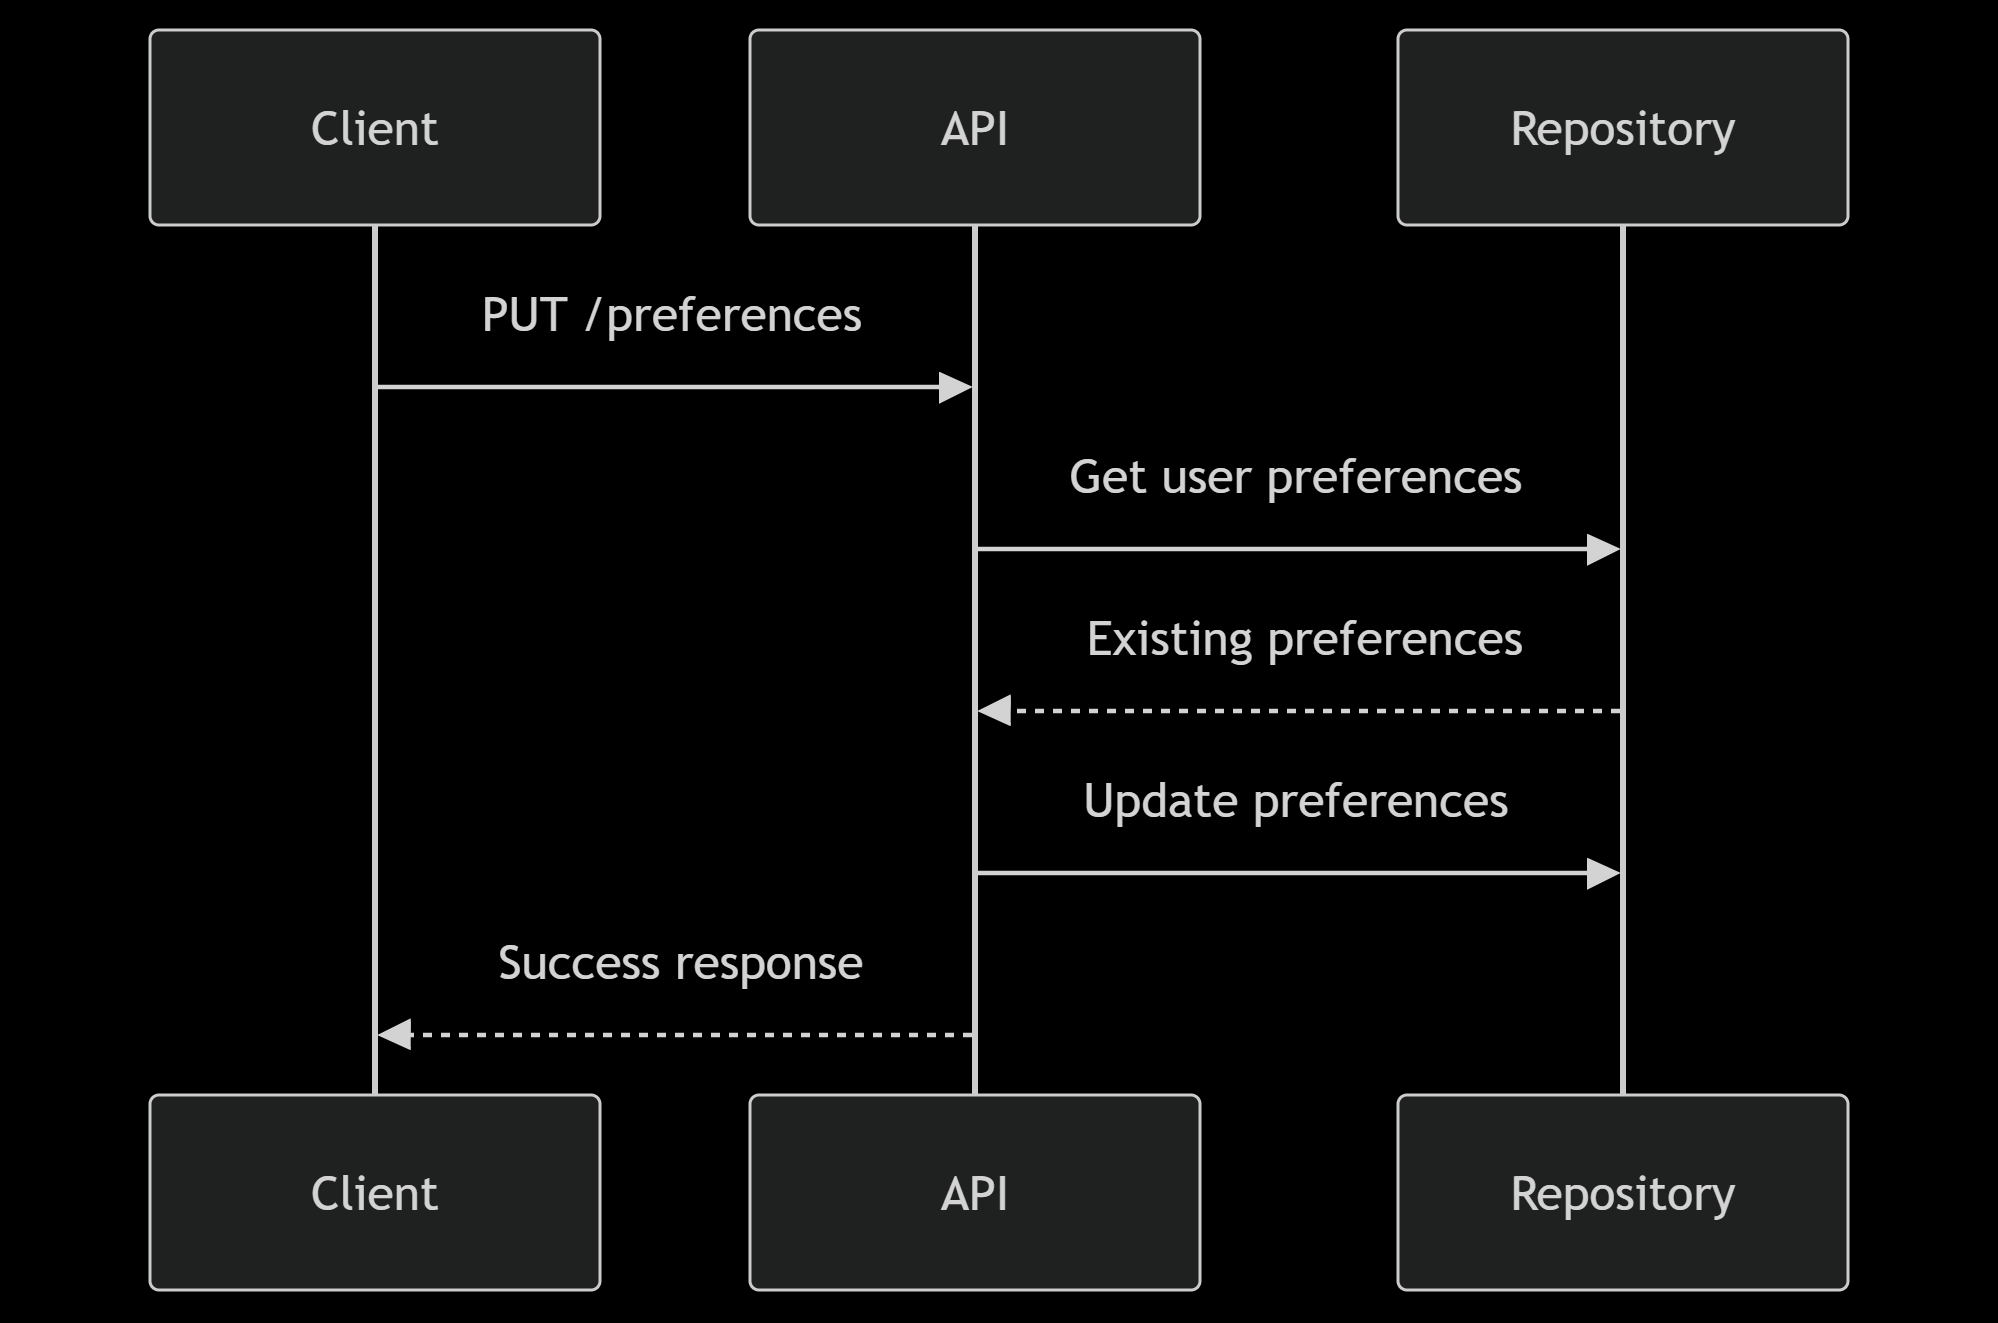 Client
API
Repository
PUT /preferences
Get user preferences
Existing preferences
Update preferences
Success response
Client
API
Repository